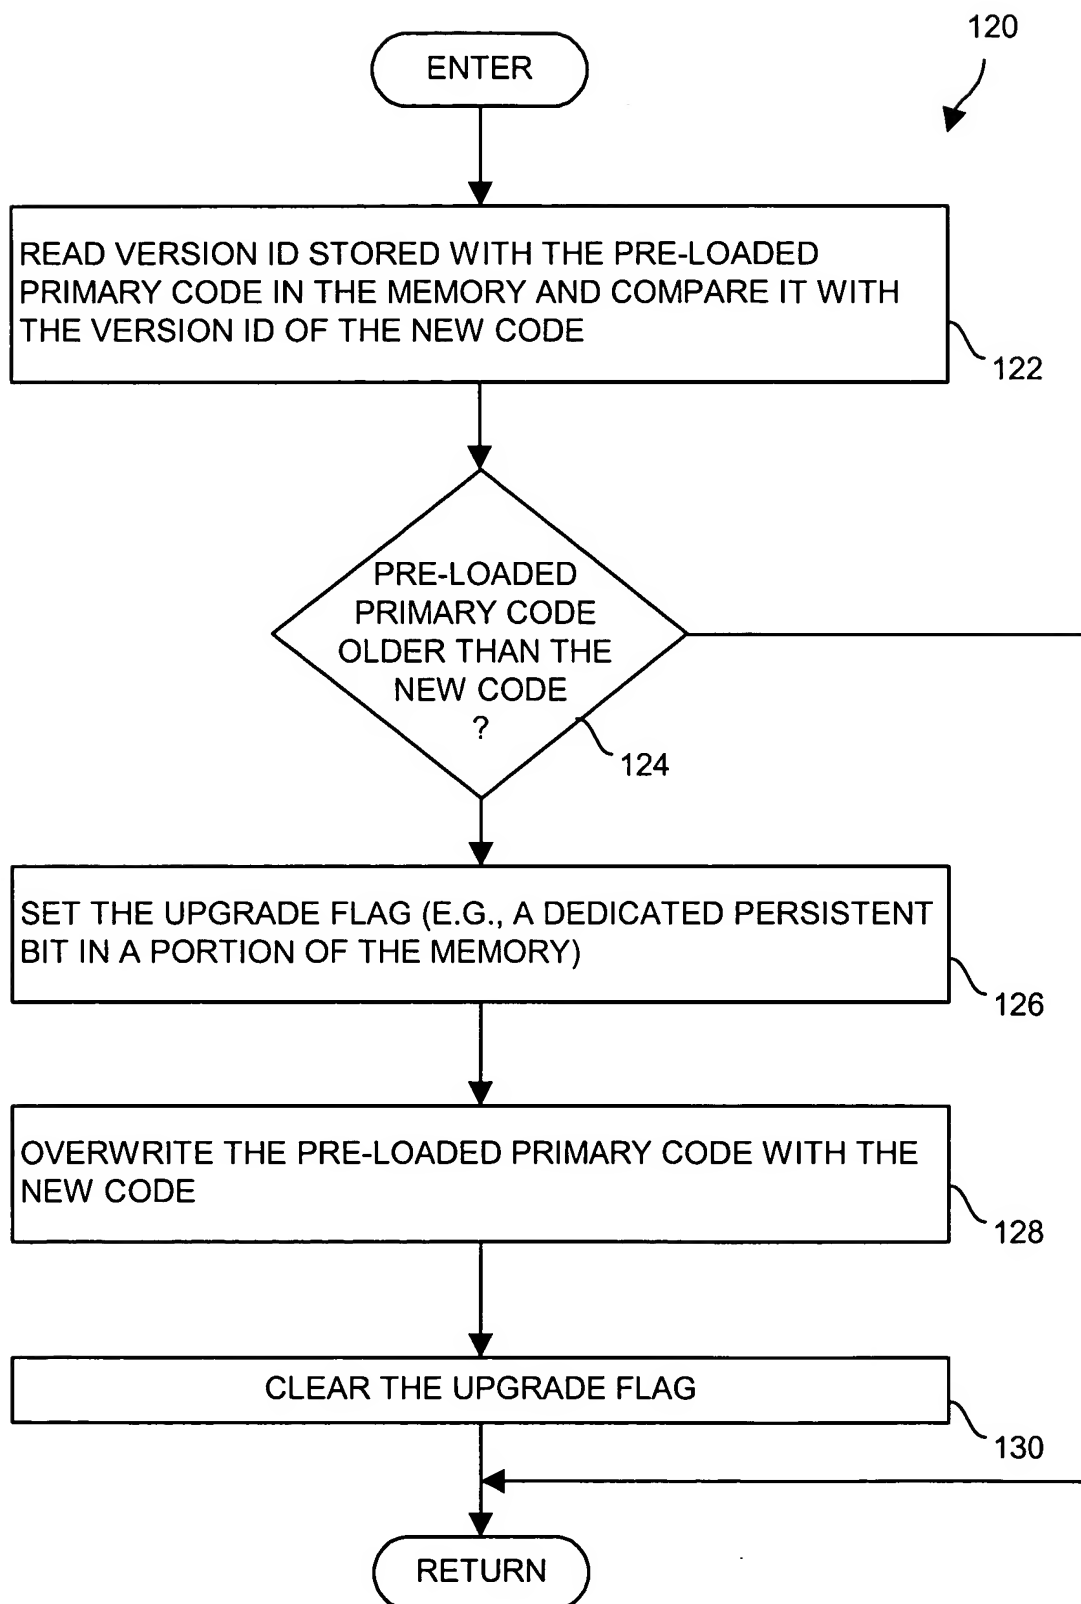 120
ENTER
READ VERSION ID STORED WITH THE PRE-LOADED
PRIMARY CODE IN THE MEMORY AND COMPARE IT WITH
THE VERSION ID OF THE NEW CODE
122
PRE-LOADED
PRIMARY CODE
OLDER THAN THE
NEW CODE
?
124
SET THE UPGRADE FLAG (E.G., A DEDICATED PERSISTENT
BIT IN A PORTION OF THE MEMORY)
126
OVERWRITE THE PRE-LOADED PRIMARY CODE WITH THE
NEW CODE
128
CLEAR THE UPGRADE FLAG
130
RETURN